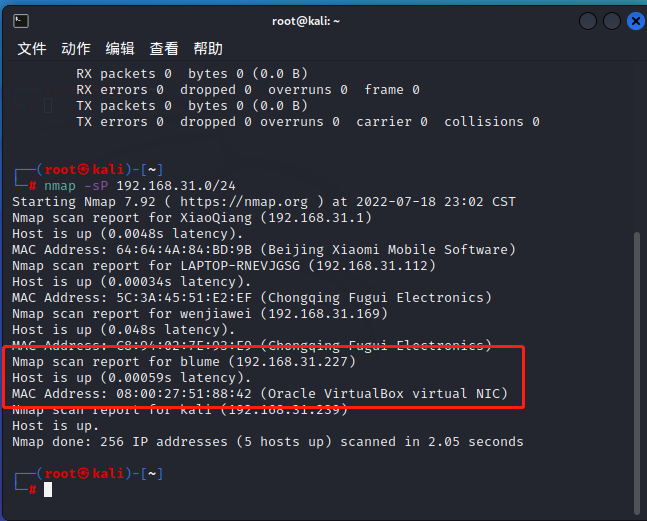 root@kali: ~
文件 动作 编辑 查看 帮助
RX packets 0 bytes 0 (0.0 B)
RX errors 0 dropped 0 overruns 0 frame 0
TX packets 0 bytes 0 (0.0 B)
TX errors 0 dropped 0 overruns 0 carrier 0 collisions 0
┌──(root㉿kali)-[~]
└─# nmap -sP 192.168.31.0/24
Starting Nmap 7.92 ( https://nmap.org ) at 2022-07-18 23:02 CST
Nmap scan report for XiaoQiang (192.168.31.1)
Host is up (0.0048s latency).
MAC Address: 64:64:4A:84:BD:9B (Beijing Xiaomi Mobile Software)
Nmap scan report for LAPTOP-RNEVJGSG (192.168.31.112)
Host is up (0.00034s latency).
MAC Address: 5C:3A:45:51:E2:EF (Chongqing Fugui Electronics)
Nmap scan report for wenjiawei (192.168.31.169)
Host is up (0.048s latency).
MAC Address: C8:94:02:7E:93:E9 (Chongqing Fugui Electronics)
Nmap scan report for blume (192.168.31.227)
Host is up (0.00059s latency).
MAC Address: 08:00:27:51:88:42 (Oracle VirtualBox virtual NIC)
Nmap scan report for kali (192.168.31.239)
Host is up.
Nmap done: 256 IP addresses (5 hosts up) scanned in 2.05 seconds
┌──(root㉿kali)-[~]
└─#